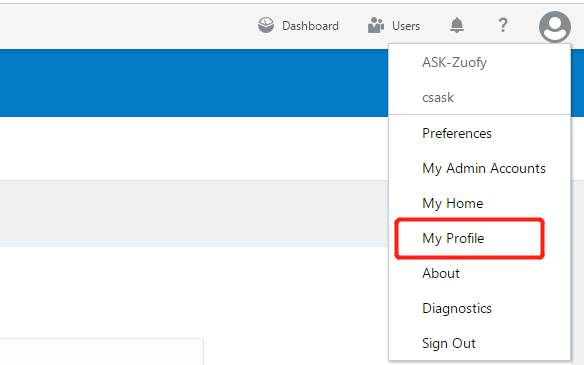 Dashboard Users ?
ASK-Zuofy
csask
Preferences
My Admin Accounts
My Home
My Profile
About
Diagnostics
Sign Out